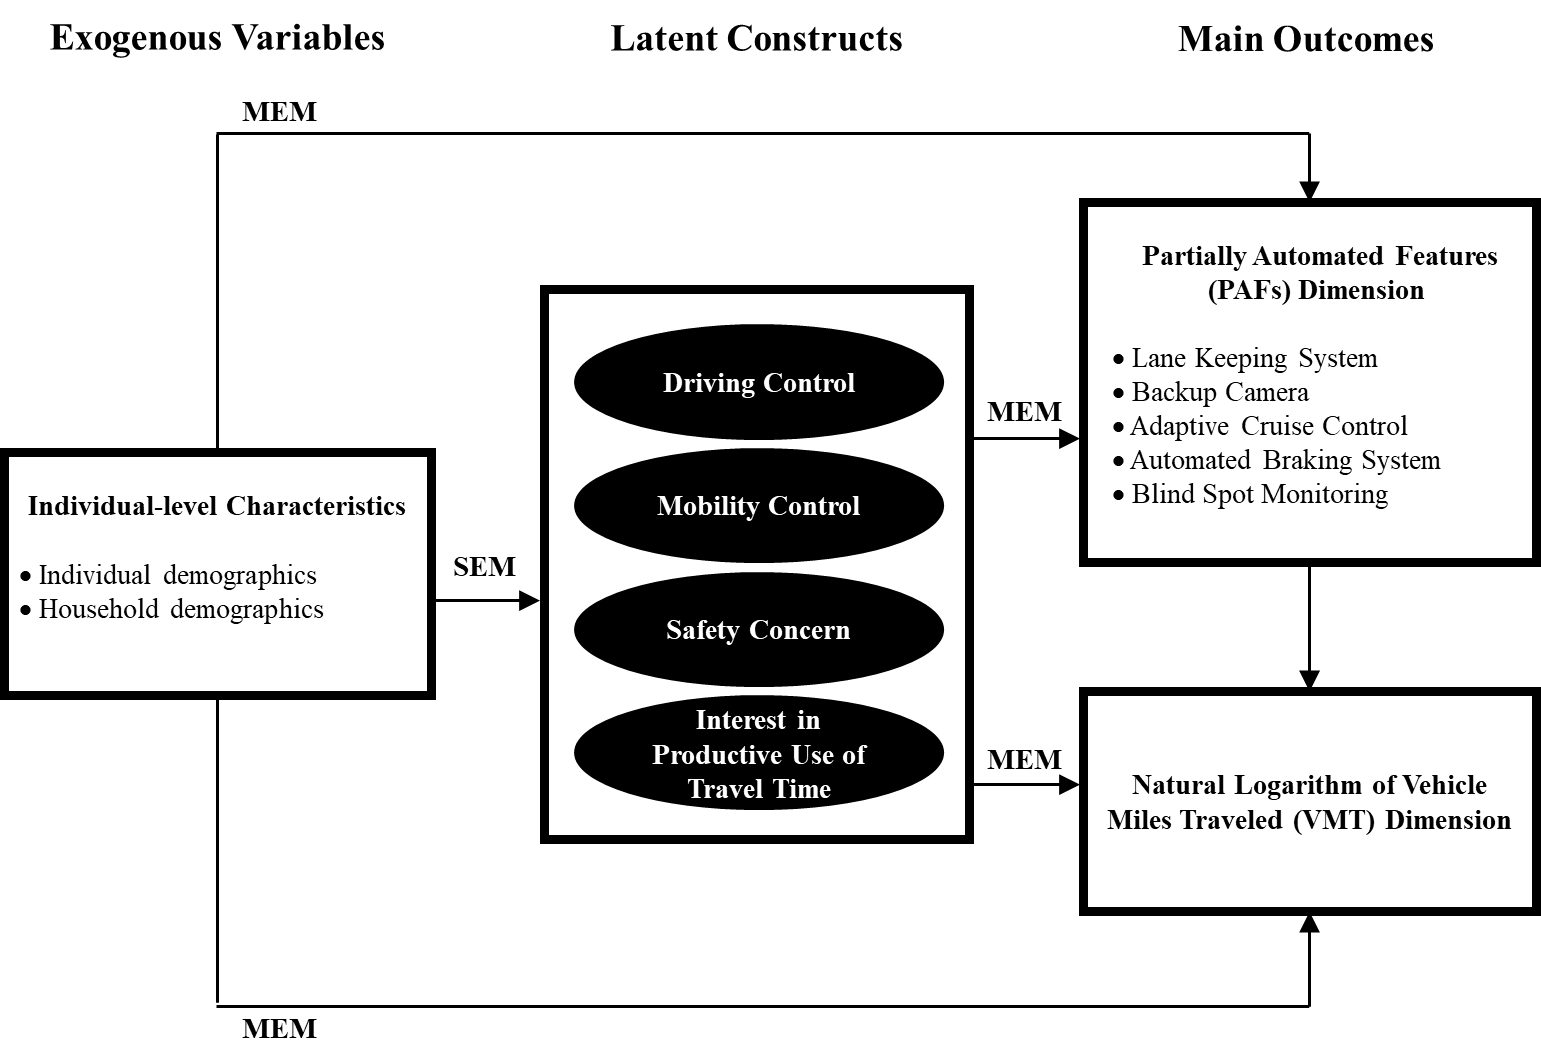 Exogenous Variables
Latent Constructs
Main Outcomes
MEM
Individual-level Characteristics
• Individual demographics
• Household demographics
SEM
Driving Control
Mobility Control
Safety Concern
Interest in
Productive Use of
Travel Time
MEM
MEM
Partially Automated Features
(PAFs) Dimension
• Lane Keeping System
• Backup Camera
• Adaptive Cruise Control
• Automated Braking System
• Blind Spot Monitoring
Natural Logarithm of Vehicle
Miles Traveled (VMT) Dimension
MEM